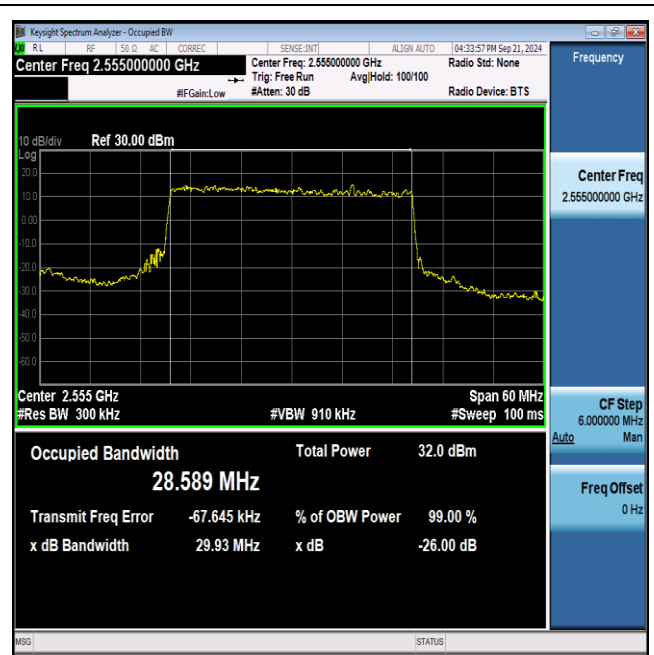 Keysight Spectrum Analyzer - Occupied BW
RL RF 50 Ω AC CORREC SENSE:INT ALIGN AUTO 04:33:57 PM Sep 21, 2024
Center Freq 2.555000000 GHz
Center Freq: 2.555000000 GHz
Radio Std: None
Trig: Free Run Avg|Hold: 100/100
#IFGain:Low #Atten: 30 dB Radio Device: BTS
10 dB/div Ref 30.00 dBm
Log
20.0
10.0
0.00
-10.0
-20.0
-30.0
-40.0
-50.0
-60.0
Center 2.555 GHz Span 60 MHz
#Res BW 300 kHz #VBW 910 kHz #Sweep 100 ms
Occupied Bandwidth Total Power 32.0 dBm
28.589 MHz
Transmit Freq Error -67.645 kHz % of OBW Power 99.00 %
x dB Bandwidth 29.93 MHz x dB -26.00 dB
MSG STATUS
Frequency
Center Freq
2.555000000 GHz
CF Step
6.000000 MHz
Auto Man
Freq Offset
0 Hz